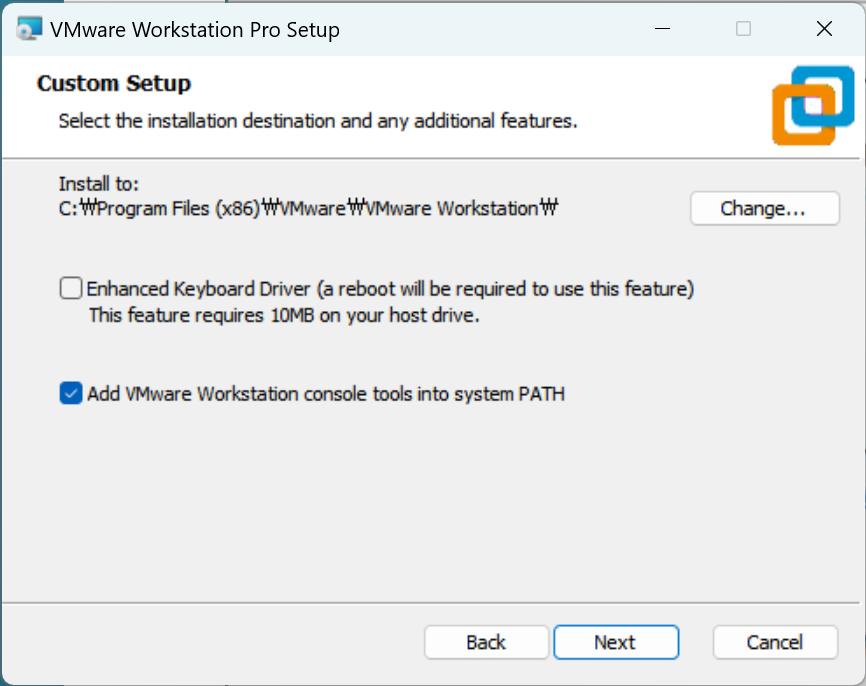 VMware Workstation Pro Setup
Custom Setup
Select the installation destination and any additional features.
Install to:
C:₩Program Files (x86)₩VMware₩VMware Workstation₩
Change...
Enhanced Keyboard Driver (a reboot will be required to use this feature)
This feature requires 10MB on your host drive.
Add VMware Workstation console tools into system PATH
Back
Next
Cancel